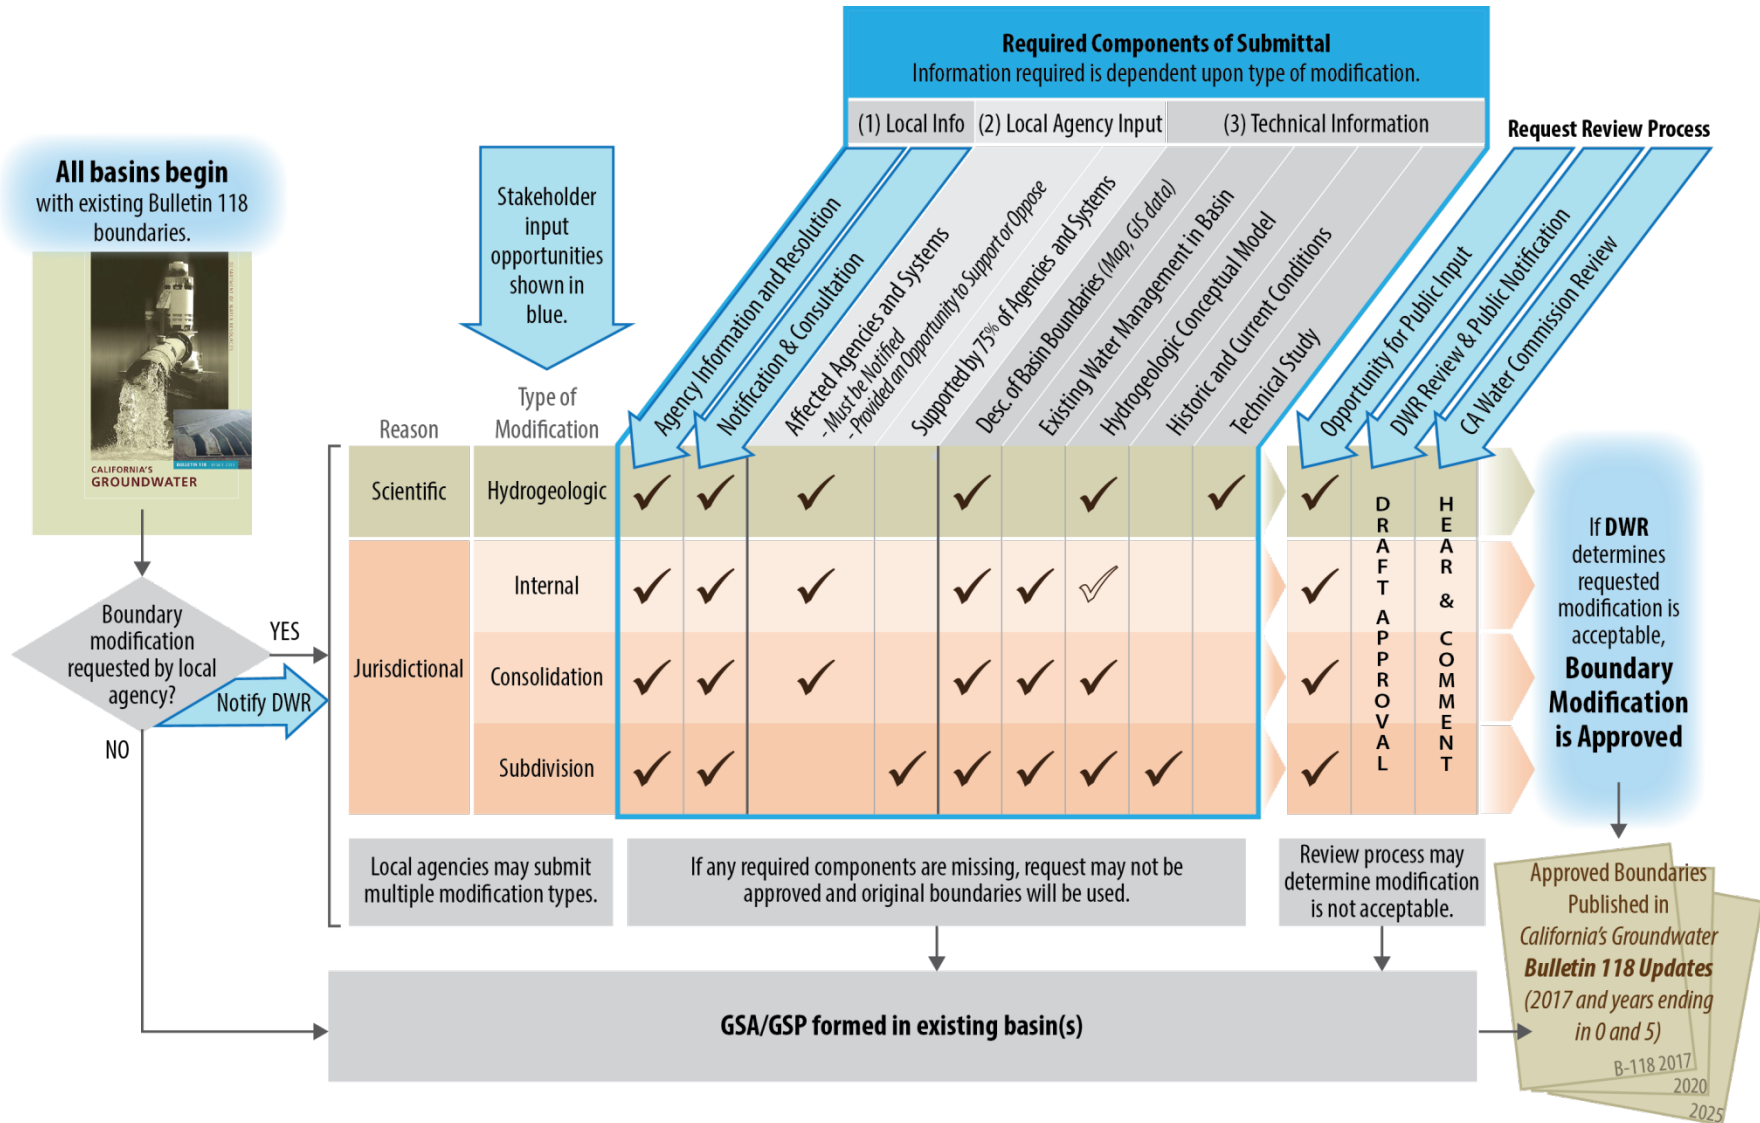 Required Components of Submittal
Information required is dependent upon type of modification.
(1) Local Info
(2) Local Agency Input
(3) Technical Information
Request Review Process
All basins begin
with existing Bulletin 118
boundaries.
CALIFORNIA'S
GROUNDWATER
BULLETIN 118
Stakeholder
input
opportunities
shown in
blue.
Agency Information and Resolution
Notification & Consultation
Affected Agencies and Systems
- Must be Notified
- Provided an Opportunity to Support or Oppose
Supported by 75% of Agencies and Systems
Desc. of Basin Boundaries (Map, GIS data)
Existing Water Management in Basin
Hydrogeologic Conceptual Model
Historic and Current Conditions
Technical Study
Opportunity for Public Input
DWR Review & Public Notification
CA Water Commission Review
Reason
Type of
Modification
Scientific
Hydrogeologic
Jurisdictional
Internal
Consolidation
Subdivision
DRAFT APPROVAL
HEAR & COMMENT
Boundary
modification
requested by local
agency?
YES
Notify DWR
NO
If DWR
determines
requested
modification is
acceptable,
Boundary
Modification
is Approved
Local agencies may submit
multiple modification types.
If any required components are missing, request may not be
approved and original boundaries will be used.
Review process may
determine modification
is not acceptable.
GSA/GSP formed in existing basin(s)
Approved Boundaries
Published in
California's Groundwater
Bulletin 118 Updates
(2017 and years ending
in 0 and 5)
B-118 2017
2020
2025